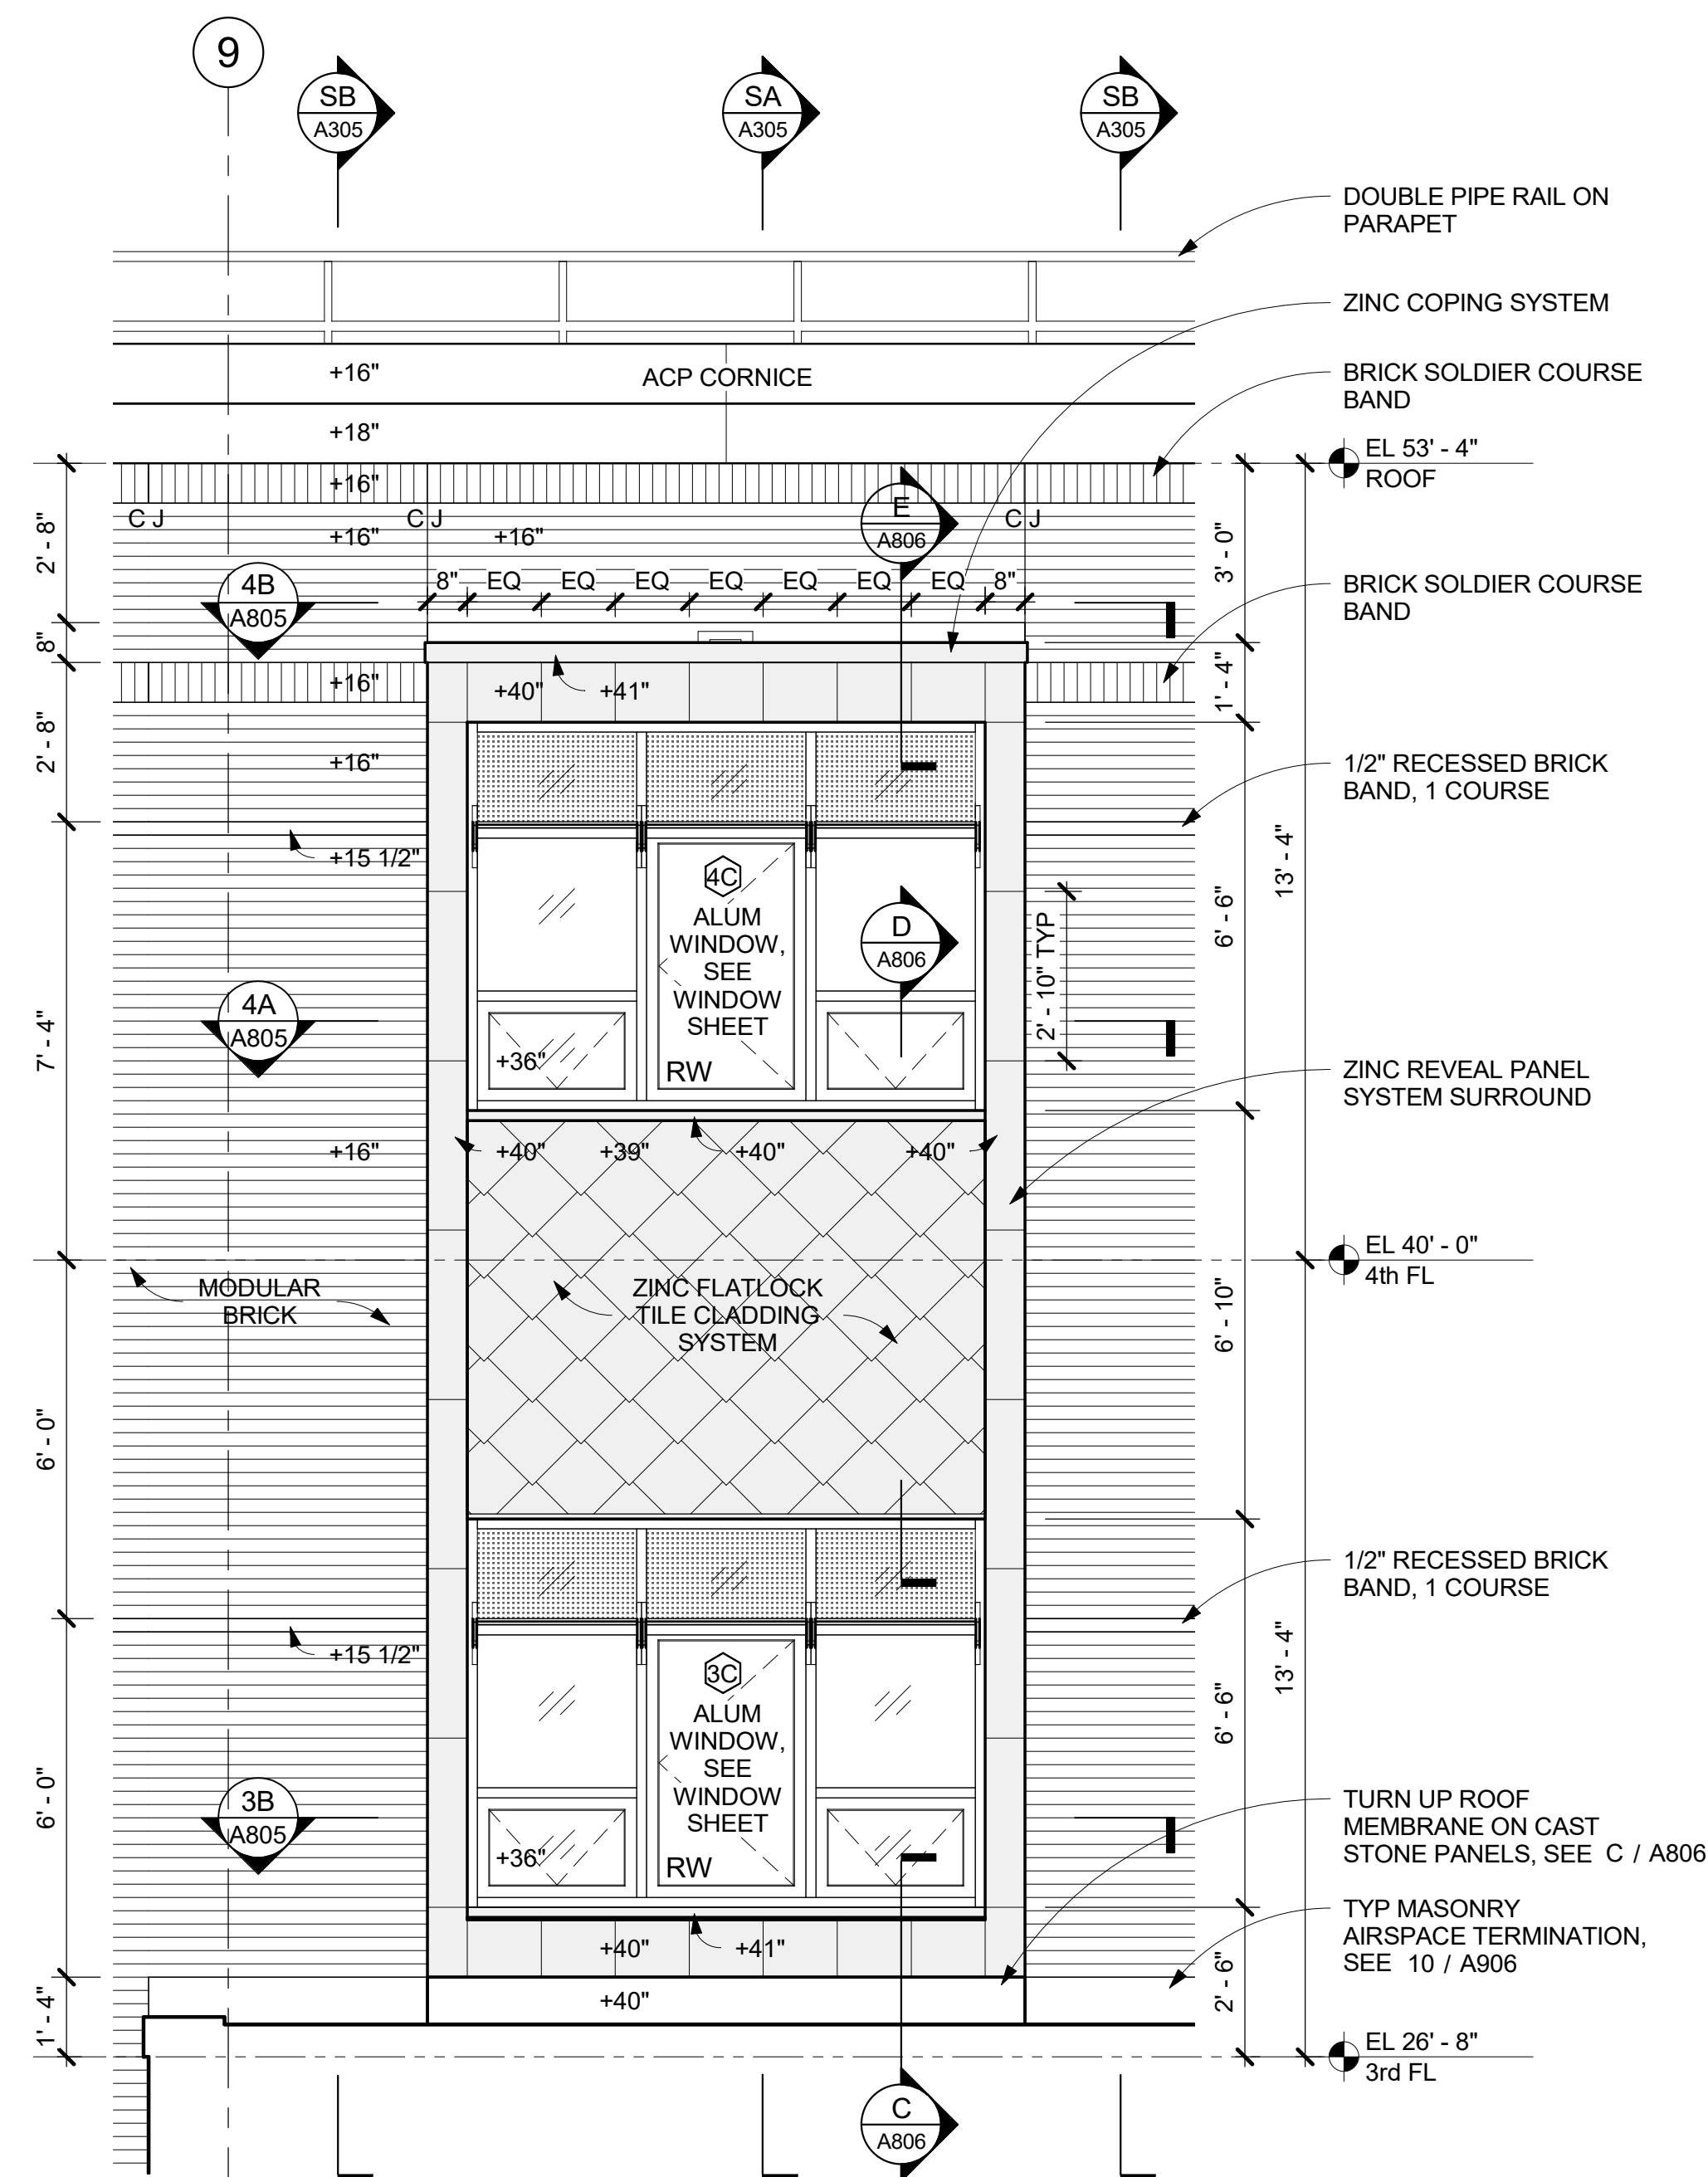 9
SB
A305
SA
A305
SB
A305
DOUBLE PIPE RAIL ON
PARAPET
ZINC COPING SYSTEM
+16"
ACP CORNICE
BRICK SOLDIER COURSE
BAND
+18"
EL 53' - 4"
ROOF
+16"
C J
C J
C J
+16"
+16"
E
A806
2' - 8"
3' - 0"
8"
EQ
EQ
EQ
EQ
EQ
EQ
EQ
8"
4B
A805
BRICK SOLDIER COURSE
BAND
8"
+16"
+40"
+41"
1' - 4"
2' - 8"
+16"
1/2" RECESSED BRICK
BAND, 1 COURSE
+15 1/2"
4C
ALUM
WINDOW,
SEE
WINDOW
SHEET
RW
D
A806
2' - 10" TYP
6' - 6"
13' - 4"
4A
A805
7' - 4"
+36"
ZINC REVEAL PANEL
SYSTEM SURROUND
+16"
+40"
+39"
+40"
+40"
EL 40' - 0"
4th FL
MODULAR
BRICK
ZINC FLATLOCK
TILE CLADDING
SYSTEM
6' - 10"
6' - 0"
1/2" RECESSED BRICK
BAND, 1 COURSE
+15 1/2"
3C
ALUM
WINDOW,
SEE
WINDOW
SHEET
RW
6' - 6"
13' - 4"
6' - 0"
3B
A805
+36"
TURN UP ROOF
MEMBRANE ON CAST
STONE PANELS, SEE C / A806
TYP MASONRY
AIRSPACE TERMINATION,
SEE 10 / A906
+40"
+41"
+40"
2' - 6"
1' - 4"
EL 26' - 8"
3rd FL
C
A806